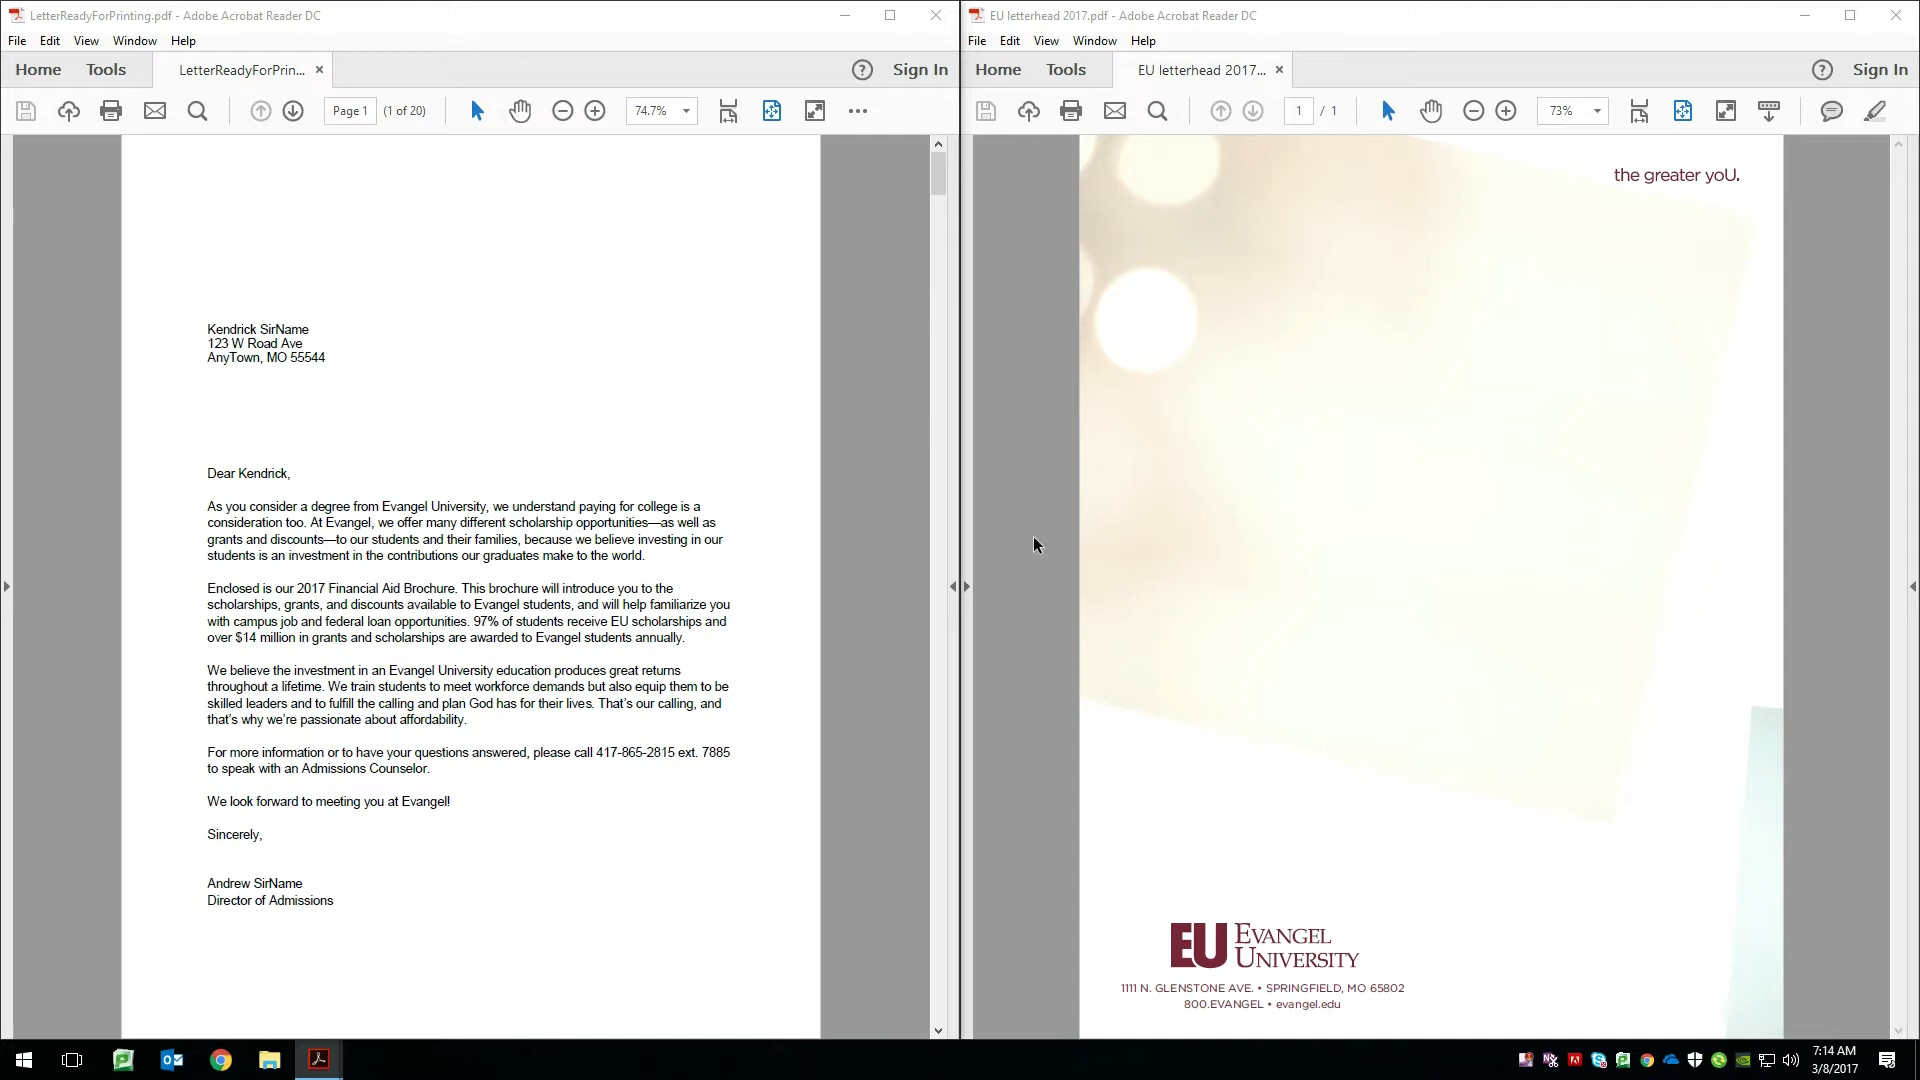 LetterReadyForPrinting.pdf - Adobe Acrobat Reader DC
File Edit View Window Help
Home Tools LetterReadyForPrin... × ? Sign In
Page 1 (1 of 20) 74.7%
Kendrick SirName
123 W Road Ave
AnyTown, MO 55544
Dear Kendrick,
As you consider a degree from Evangel University, we understand paying for college is a
consideration too. At Evangel, we offer many different scholarship opportunities—as well as
grants and discounts—to our students and their families, because we believe investing in our
students is an investment in the contributions our graduates make to the world.
Enclosed is our 2017 Financial Aid Brochure. This brochure will introduce you to the
scholarships, grants, and discounts available to Evangel students, and will help familiarize you
with campus job and federal loan opportunities. 97% of students receive EU scholarships and
over $14 million in grants and scholarships are awarded to Evangel students annually.
We believe the investment in an Evangel University education produces great returns
throughout a lifetime. We train students to meet workforce demands but also equip them to be
skilled leaders and to fulfill the calling and plan God has for their lives. That's our calling, and
that's why we're passionate about affordability.
For more information or to have your questions answered, please call 417-865-2815 ext. 7885
to speak with an Admissions Counselor.
We look forward to meeting you at Evangel!
Sincerely,
Andrew SirName
Director of Admissions
EU letterhead 2017.pdf - Adobe Acrobat Reader DC
File Edit View Window Help
Home Tools EU letterhead 2017... × ? Sign In
1 / 1 73%
the greater yoU.
EU EVANGEL
UNIVERSITY
1111 N. GLENSTONE AVE. • SPRINGFIELD, MO 65802
800.EVANGEL • evangel.edu
7:14 AM
3/8/2017